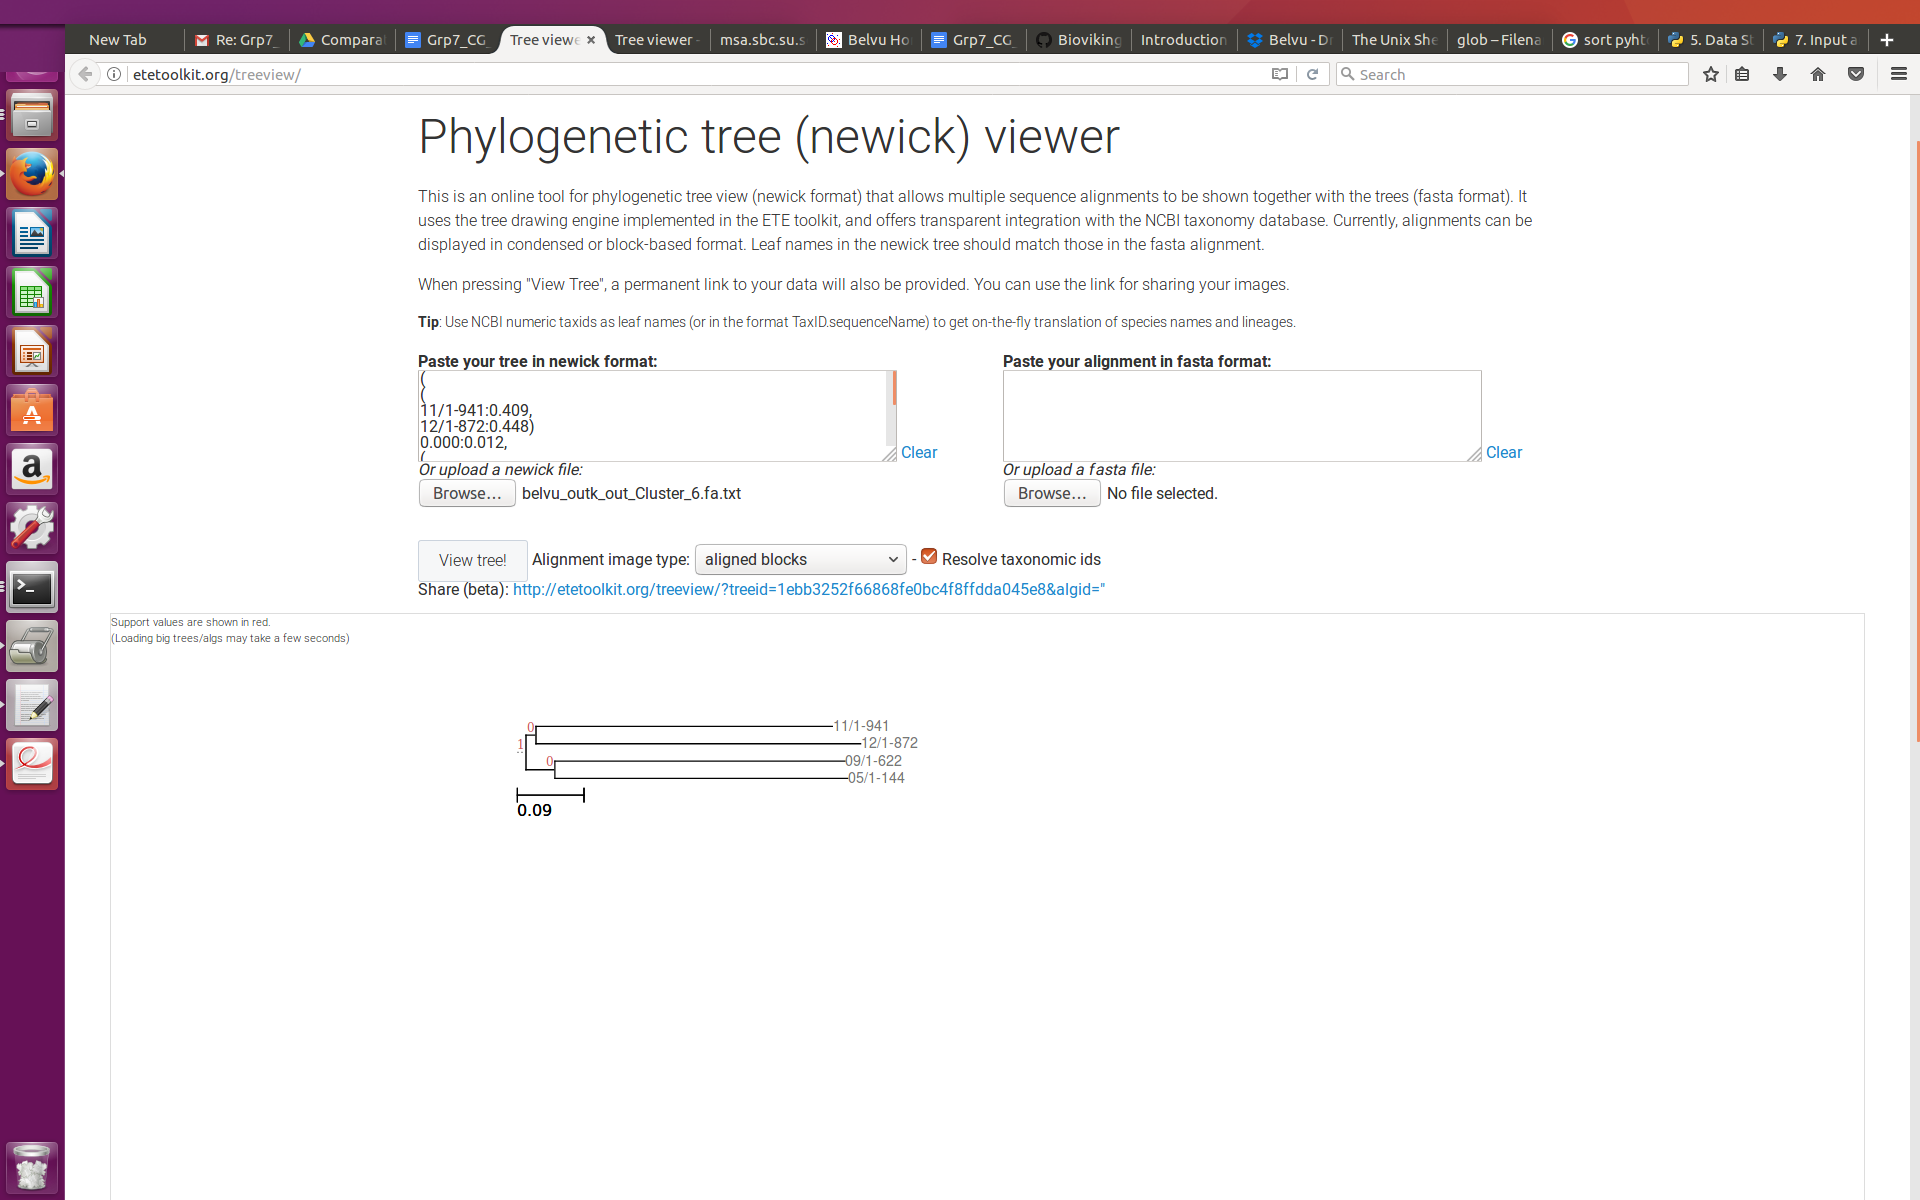 New Tab
Re: Grp7_
Compara
Grp7_CG_
Tree viewe
Tree viewer -
msa.sbc.su.s
Belvu Ho
Grp7_CG_
Bioviking
Introduction
Belvu - Dr
The Unix She
glob – Filena
sort pyht
5. Data St
7. Input a
etetoolkit.org/treeview/
Search
Phylogenetic tree (newick) viewer
This is an online tool for phylogenetic tree view (newick format) that allows multiple sequence alignments to be shown together with the trees (fasta format). It
uses the tree drawing engine implemented in the ETE toolkit, and offers transparent integration with the NCBI taxonomy database. Currently, alignments can be
displayed in condensed or block-based format. Leaf names in the newick tree should match those in the fasta alignment.
When pressing "View Tree", a permanent link to your data will also be provided. You can use the link for sharing your images.
Tip: Use NCBI numeric taxids as leaf names (or in the format TaxID.sequenceName) to get on-the-fly translation of species names and lineages.
Paste your tree in newick format:
(
(
11/1-941:0.409,
12/1-872:0.448)
0.000:0.012,
(
Clear
Or upload a newick file:
Browse... belvu_outk_out_Cluster_6.fa.txt
Paste your alignment in fasta format:
Clear
Or upload a fasta file:
Browse... No file selected.
View tree! Alignment image type: aligned blocks - Resolve taxonomic ids
Share (beta): http://etetoolkit.org/treeview/?treeid=1ebb3252f66868fe0bc4f8ffdda045e8&algid="
Support values are shown in red.
(Loading big trees/algs may take a few seconds)
0 11/1-941
1 12/1-872
0 09/1-622
05/1-144
0.09